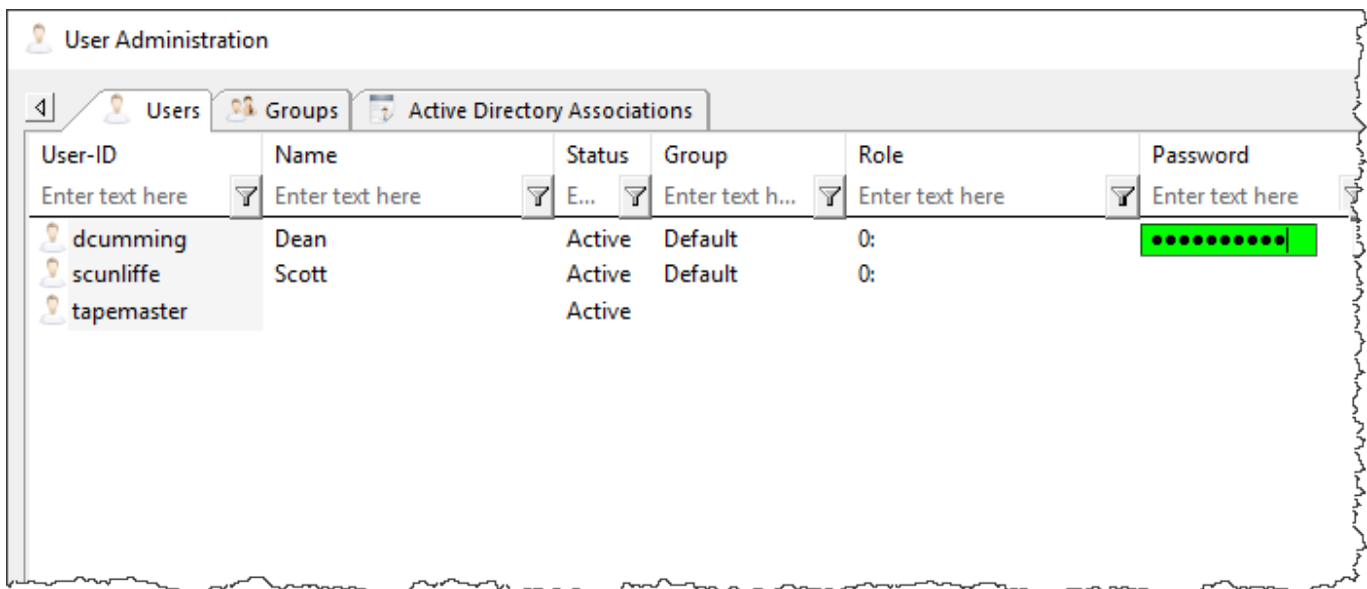 User Administration
Users Groups Active Directory Associations
User-ID Name Status Group Role Password
Enter text here Enter text here E... Enter text h... Enter text here Enter text here
dcumming Dean Active Default 0: ●●●●●●●●●●
scunliffe Scott Active Default 0:
tapemaster Active